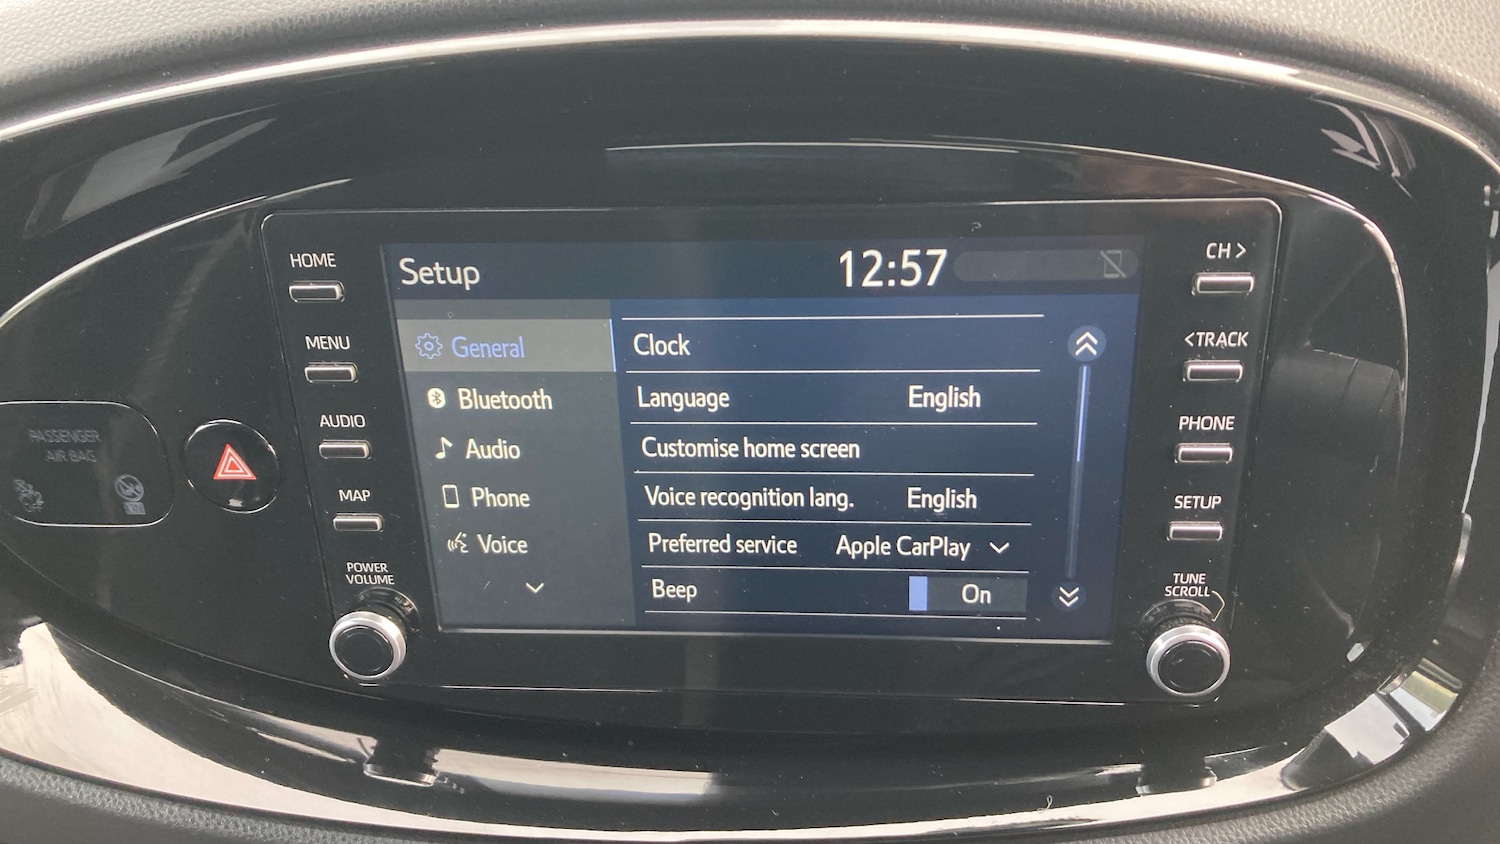 HOME
MENU
AUDIO
MAP
POWER
VOLUME
PASSENGER
AIR BAG
OFF
ON
Setup
12:57
General
Bluetooth
Audio
Phone
Voice
Clock
Language English
Customise home screen
Voice recognition lang. English
Preferred service Apple CarPlay
Beep On
CH >
<TRACK
PHONE
SETUP
TUNE
SCROLL